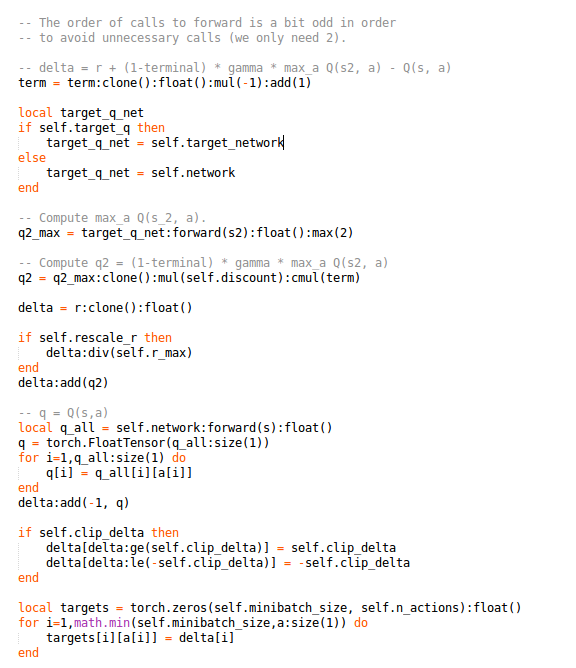 -- The order of calls to forward is a bit odd in order
-- to avoid unnecessary calls (we only need 2).

-- delta = r + (1-terminal) * gamma * max_a Q(s2, a) - Q(s, a)
term = term:clone():float():mul(-1):add(1)

local target_q_net
if self.target_q then
    target_q_net = self.target_network
else
    target_q_net = self.network
end

-- Compute max_a Q(s_2, a).
q2_max = target_q_net:forward(s2):float():max(2)

-- Compute q2 = (1-terminal) * gamma * max_a Q(s2, a)
q2 = q2_max:clone():mul(self.discount):cmul(term)

delta = r:clone():float()

if self.rescale_r then
    delta:div(self.r_max)
end
delta:add(q2)

-- q = Q(s,a)
local q_all = self.network:forward(s):float()
q = torch.FloatTensor(q_all:size(1))
for i=1,q_all:size(1) do
    q[i] = q_all[i][a[i]]
end
delta:add(-1, q)

if self.clip_delta then
    delta[delta:ge(self.clip_delta)] = self.clip_delta
    delta[delta:le(-self.clip_delta)] = -self.clip_delta
end

local targets = torch.zeros(self.minibatch_size, self.n_actions):float()
for i=1,math.min(self.minibatch_size,a:size(1)) do
    targets[i][a[i]] = delta[i]
end